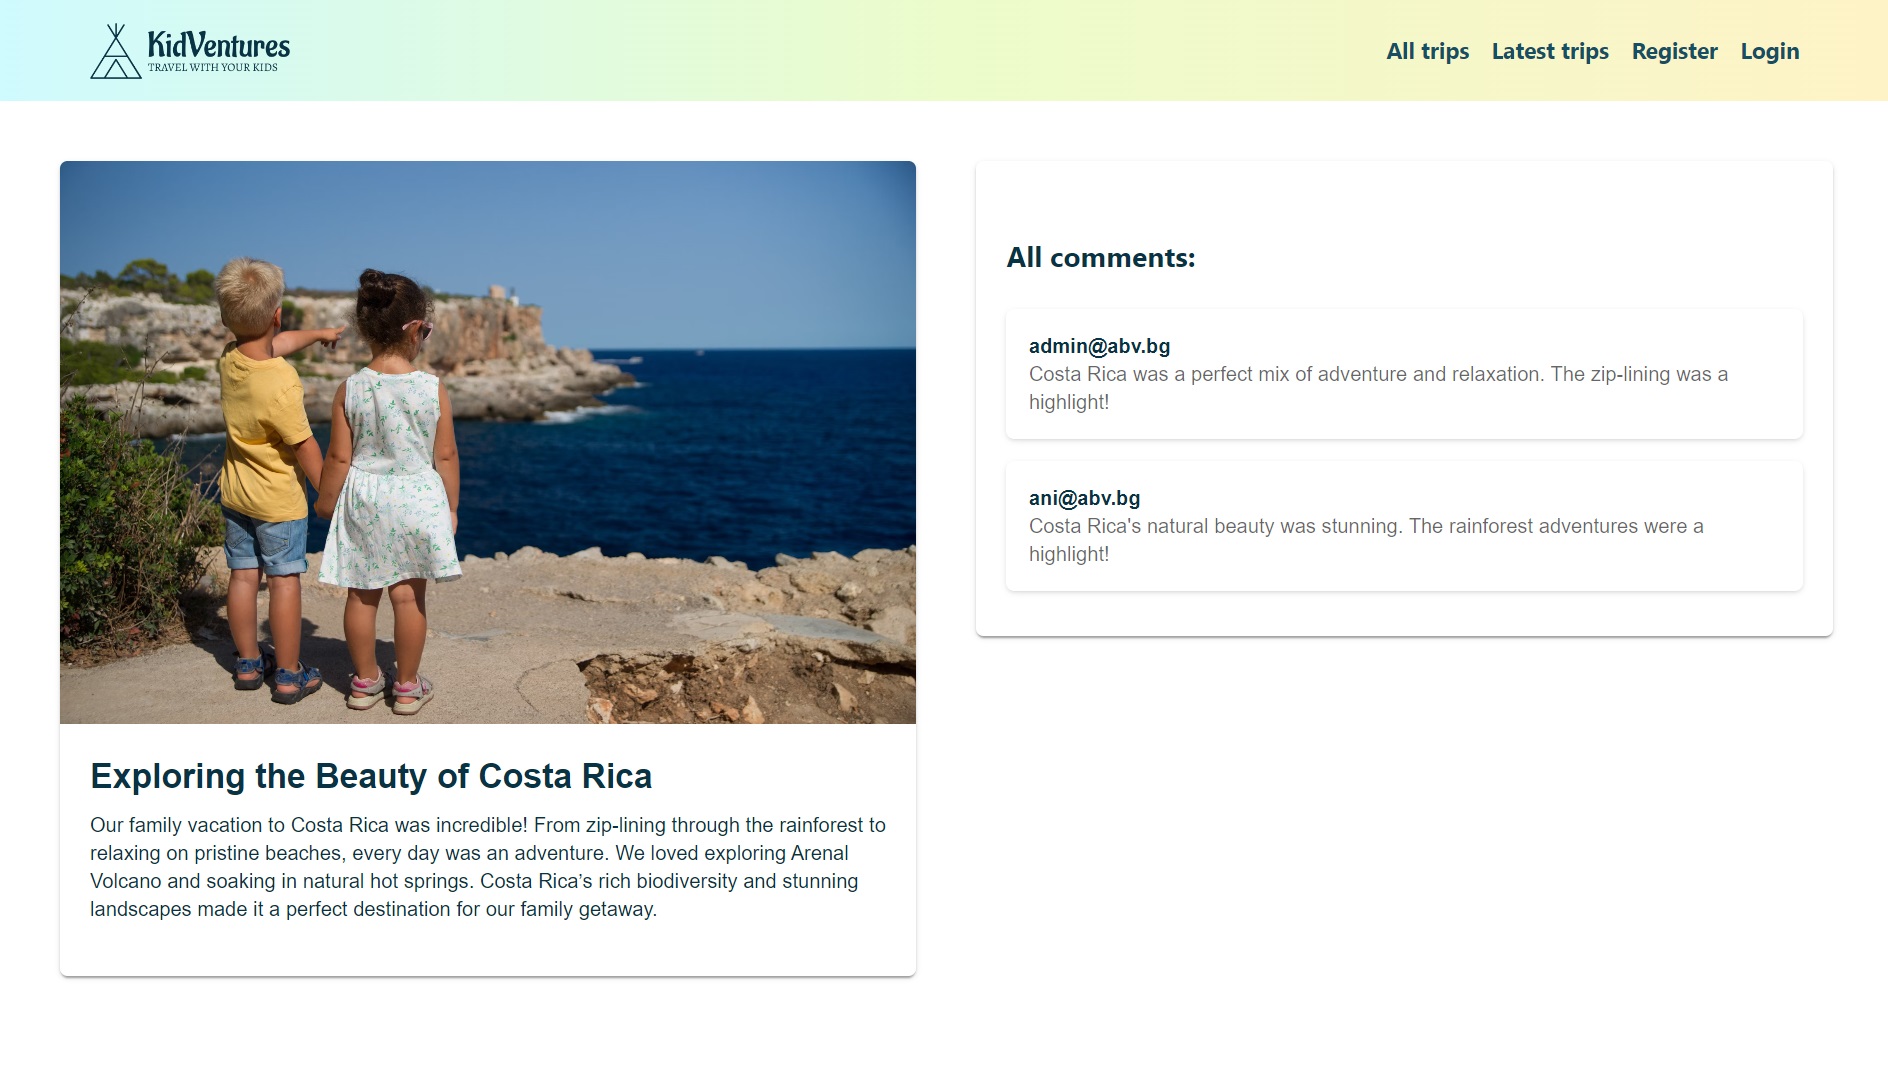 KidVentures
TRAVEL WITH YOUR KIDS
All trips
Latest trips
Register
Login
Exploring the Beauty of Costa Rica
Our family vacation to Costa Rica was incredible! From zip-lining through the rainforest to
relaxing on pristine beaches, every day was an adventure. We loved exploring Arenal
Volcano and soaking in natural hot springs. Costa Rica’s rich biodiversity and stunning
landscapes made it a perfect destination for our family getaway.
All comments:
admin@abv.bg
Costa Rica was a perfect mix of adventure and relaxation. The zip-lining was a
highlight!
ani@abv.bg
Costa Rica's natural beauty was stunning. The rainforest adventures were a
highlight!